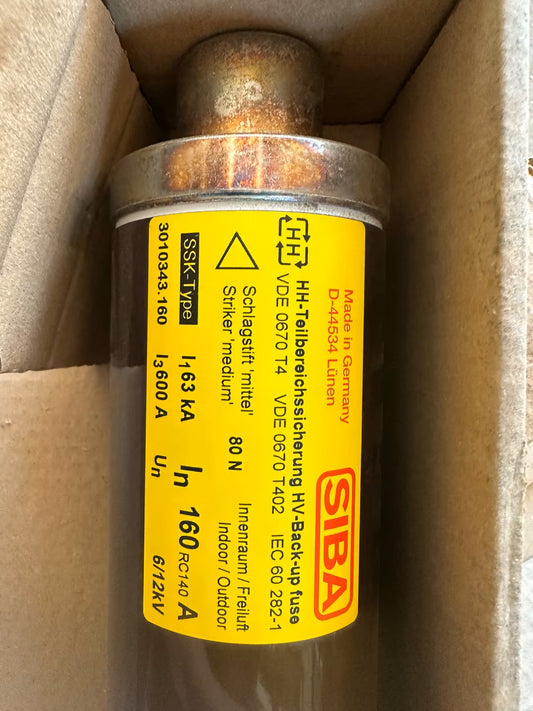 Made in Germany
D-44534 Lünen
SIBA
HH
HH-Teilbereichssicherung HV-Back-up fuse
VDE 0670 T4 VDE 0670 T402 IEC 60 282-1
Schlagstift 'mittel'
Striker 'medium'
80 N
Innenraum / Freiluft
Indoor / Outdoor
SSK-Type
I1 63 kA
In 160 RC140 A
3010343.160
I3 600 A
Un
6/12kV